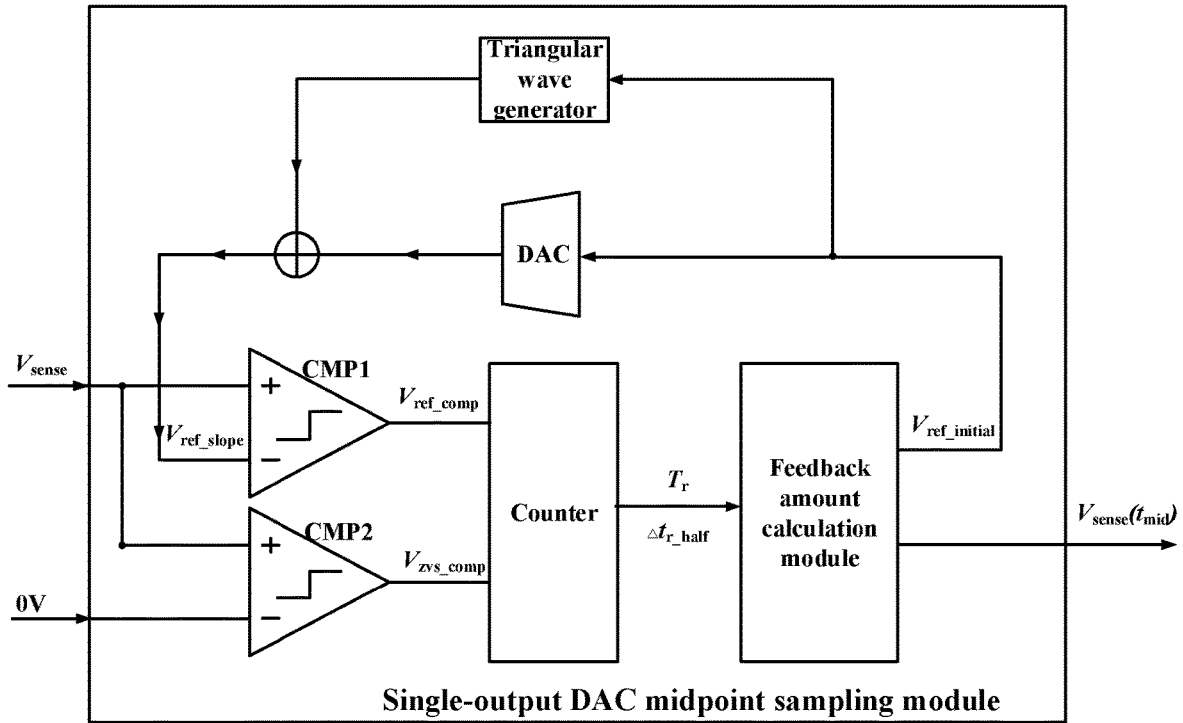 Triangular
wave
generator
DAC
V_sense
CMP1
V_ref_comp
V_ref_slope
+
−
V_ref_initial
Feedback
amount
calculation
module
T_r
△t_r_half
Counter
V_sense(t_mid)
CMP2
+
−
V_zvs_comp
0V
Single-output DAC midpoint sampling module